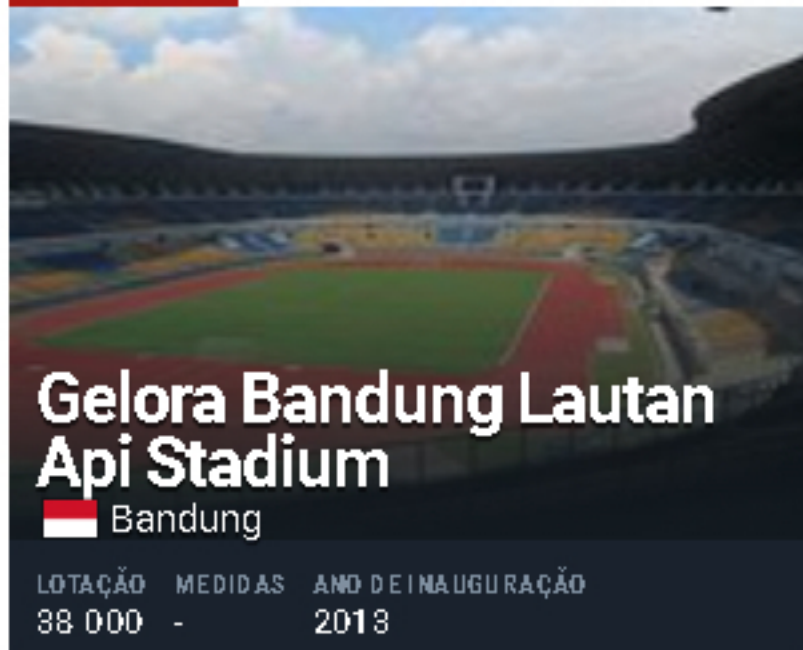 Gelora Bandung Lautan
Api Stadium
Bandung
LOTAÇÃO MEDIDAS ANO DE INAUGURAÇÃO
38 000 - 2013